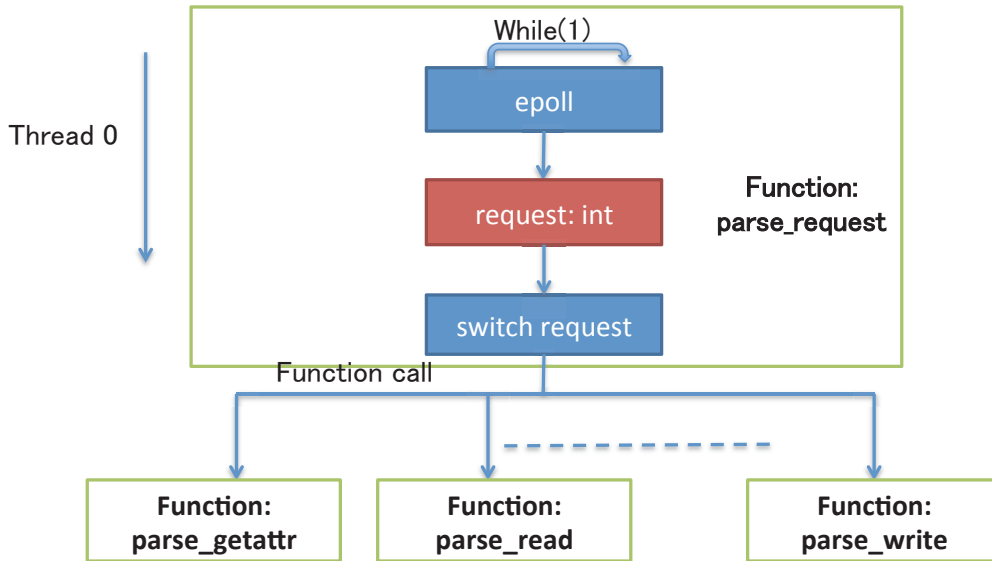 While(1)
epoll
Thread 0
request: int
Function:
parse_request
switch request
Function call
Function:
parse_getattr
Function:
parse_read
Function:
parse_write